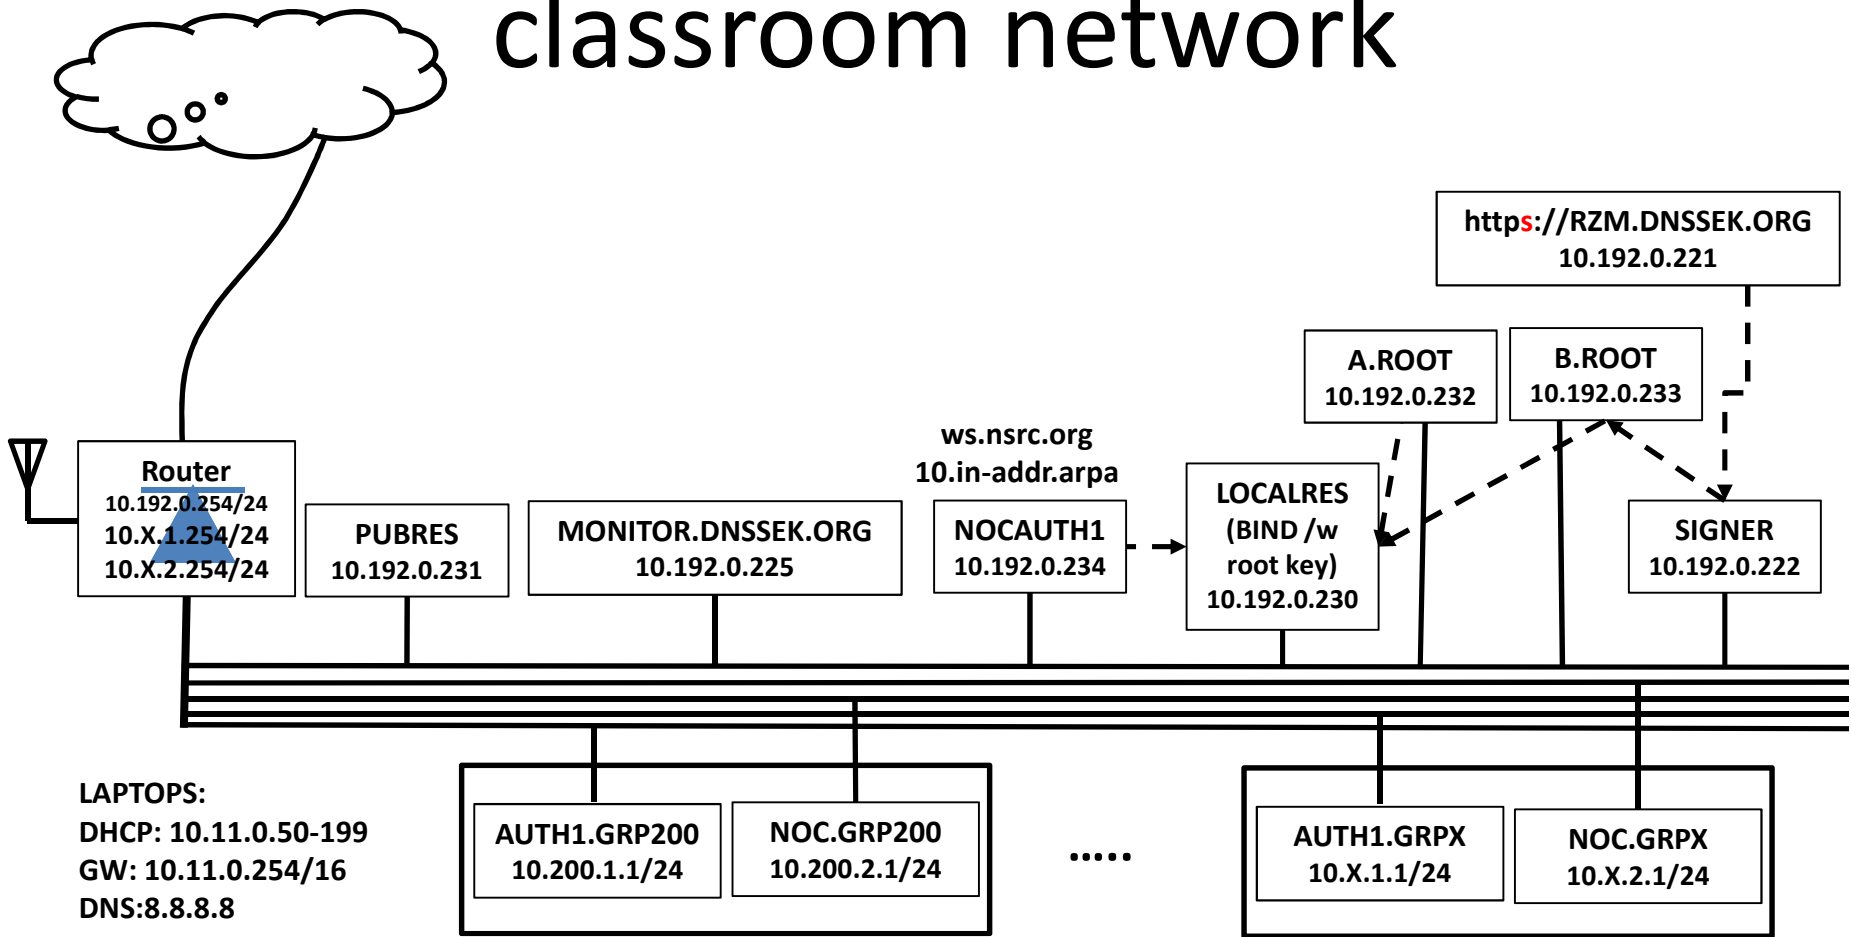 classroom network
https://RZM.DNSSEK.ORG
10.192.0.221
A.ROOT
10.192.0.232
B.ROOT
10.192.0.233
ws.nsrc.org
10.in-addr.arpa
Router
10.192.0.254/24
10.X.1.254/24
10.X.2.254/24
PUBRES
10.192.0.231
MONITOR.DNSSEK.ORG
10.192.0.225
NOCAUTH1
10.192.0.234
LOCALRES
(BIND /w
root key)
10.192.0.230
SIGNER
10.192.0.222
LAPTOPS:
DHCP: 10.11.0.50-199
GW: 10.11.0.254/16
DNS:8.8.8.8
AUTH1.GRP200
10.200.1.1/24
NOC.GRP200
10.200.2.1/24
.....
AUTH1.GRPX
10.X.1.1/24
NOC.GRPX
10.X.2.1/24